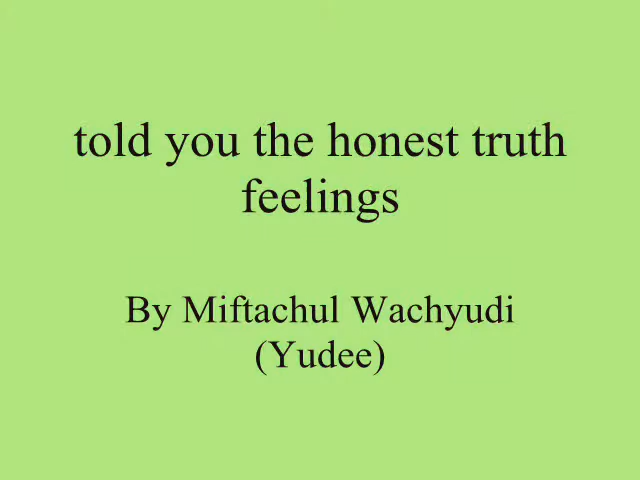 told you the honest truth
feelings
By Miftachul Wachyudi
(Yudee)